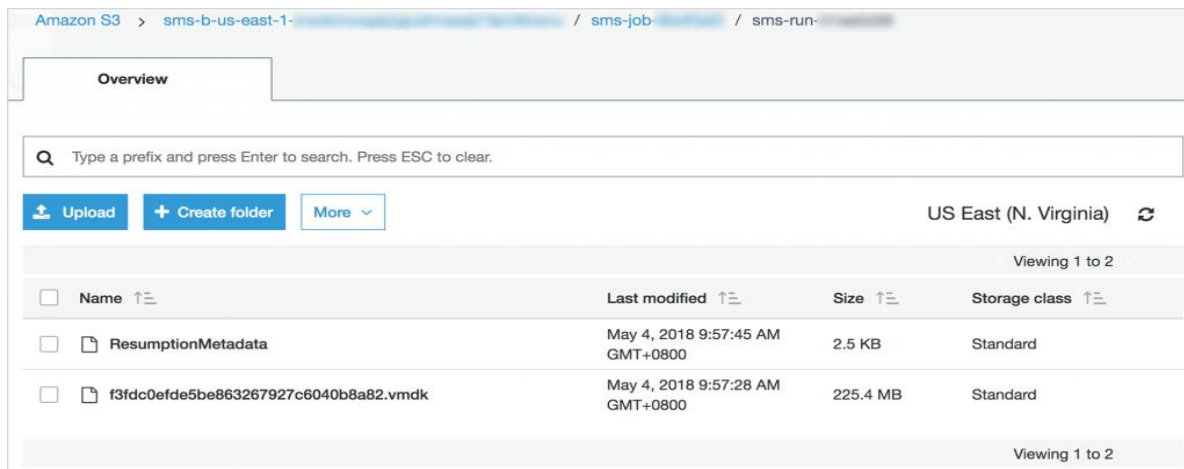 Amazon S3 > sms-b-us-east-1- / sms-job- / sms-run-
Overview
Type a prefix and press Enter to search. Press ESC to clear.
Upload + Create folder More US East (N. Virginia)
Viewing 1 to 2
Name Last modified Size Storage class
ResumptionMetadata May 4, 2018 9:57:45 AM 2.5 KB Standard
GMT+0800
f3fdc0efde5be863267927c6040b8a82.vmdk May 4, 2018 9:57:28 AM 225.4 MB Standard
GMT+0800
Viewing 1 to 2